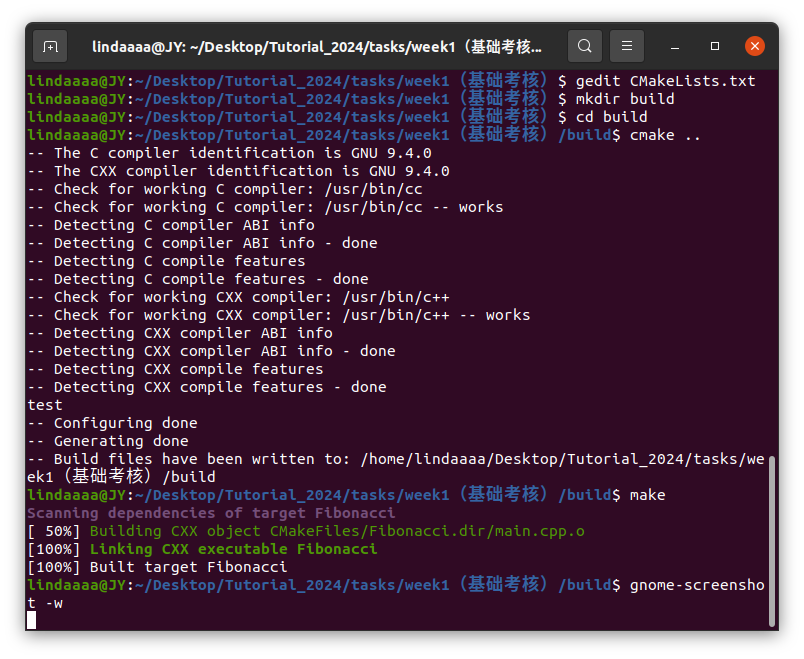 lindaaaa@JY: ~/Desktop/Tutorial_2024/tasks/week1（基础考核...
lindaaaa@JY:~/Desktop/Tutorial_2024/tasks/week1（基础考核）$ gedit CMakeLists.txt
lindaaaa@JY:~/Desktop/Tutorial_2024/tasks/week1（基础考核）$ mkdir build
lindaaaa@JY:~/Desktop/Tutorial_2024/tasks/week1（基础考核）$ cd build
lindaaaa@JY:~/Desktop/Tutorial_2024/tasks/week1（基础考核）/build$ cmake ..
-- The C compiler identification is GNU 9.4.0
-- The CXX compiler identification is GNU 9.4.0
-- Check for working C compiler: /usr/bin/cc
-- Check for working C compiler: /usr/bin/cc -- works
-- Detecting C compiler ABI info
-- Detecting C compiler ABI info - done
-- Detecting C compile features
-- Detecting C compile features - done
-- Check for working CXX compiler: /usr/bin/c++
-- Check for working CXX compiler: /usr/bin/c++ -- works
-- Detecting CXX compiler ABI info
-- Detecting CXX compiler ABI info - done
-- Detecting CXX compile features
-- Detecting CXX compile features - done
test
-- Configuring done
-- Generating done
-- Build files have been written to: /home/lindaaaa/Desktop/Tutorial_2024/tasks/we
ek1（基础考核）/build
lindaaaa@JY:~/Desktop/Tutorial_2024/tasks/week1（基础考核）/build$ make
Scanning dependencies of target Fibonacci
[ 50%] Building CXX object CMakeFiles/Fibonacci.dir/main.cpp.o
[100%] Linking CXX executable Fibonacci
[100%] Built target Fibonacci
lindaaaa@JY:~/Desktop/Tutorial_2024/tasks/week1（基础考核）/build$ gnome-screensho
t -w